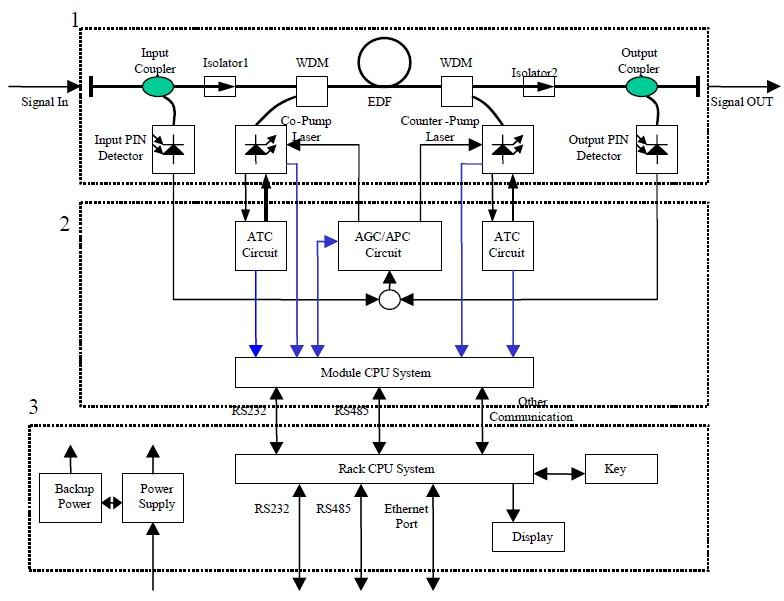 1
Input
Coupler
Isolator1
WDM
WDM
Isolator2
Output
Coupler
Signal In
EDF
Signal OUT
Input PIN
Detector
Co-Pump
Laser
Counter -Pump
Laser
Output PIN
Detector
2
ATC
Circuit
AGC/APC
Circuit
ATC
Circuit
Module CPU System
RS232
RS485
Other
Communication
3
Rack CPU System
Key
Backup
Power
Power
Supply
RS232
RS485
Ethernet
Port
Display